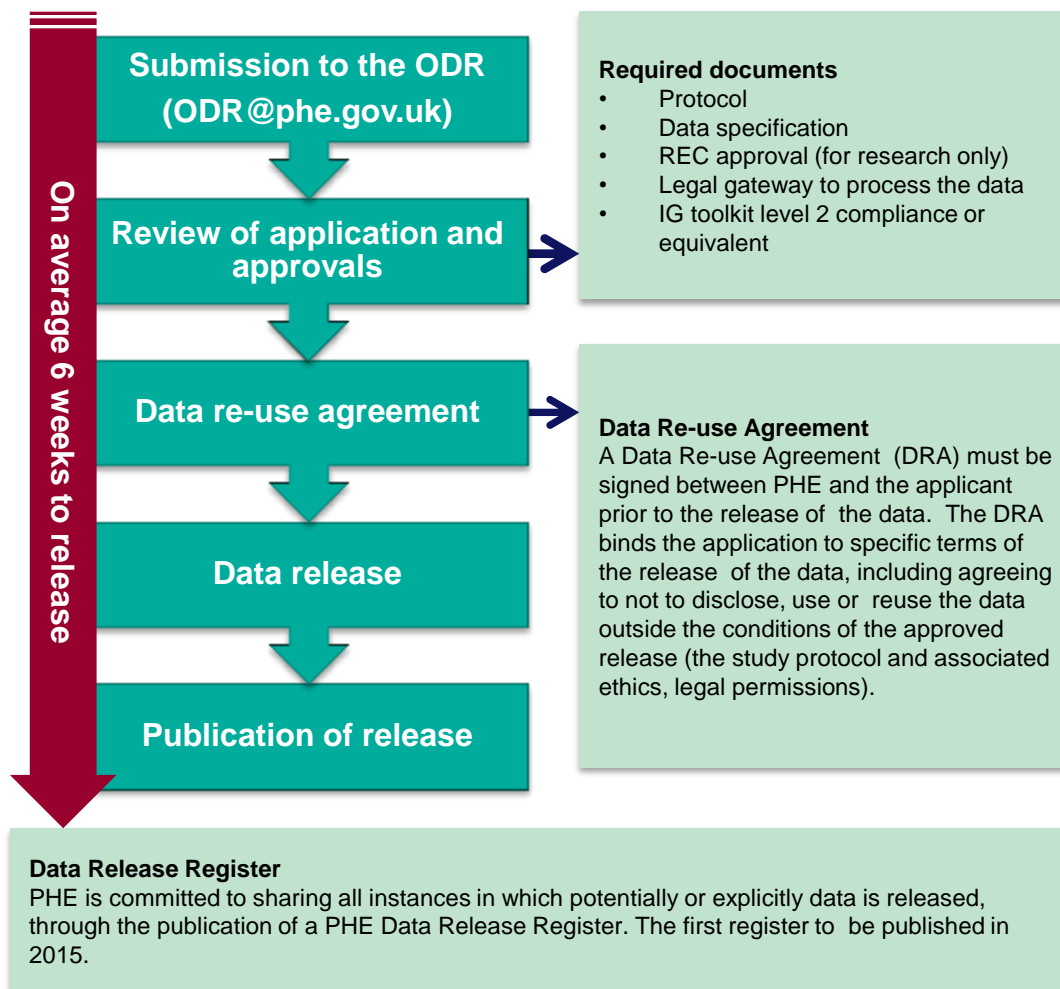 Submission to the ODR
(ODR@phe.gov.uk)
Review of application and
approvals
Data re-use agreement
Data release
Publication of release
On average 6 weeks to release
Required documents
• Protocol
• Data specification
• REC approval (for research only)
• Legal gateway to process the data
• IG toolkit level 2 compliance or
equivalent
Data Re-use Agreement
A Data Re-use Agreement (DRA) must be
signed between PHE and the applicant
prior to the release of the data. The DRA
binds the application to specific terms of
the release of the data, including agreeing
to not to disclose, use or reuse the data
outside the conditions of the approved
release (the study protocol and associated
ethics, legal permissions).
Data Release Register
PHE is committed to sharing all instances in which potentially or explicitly data is released,
through the publication of a PHE Data Release Register. The first register to be published in
2015.